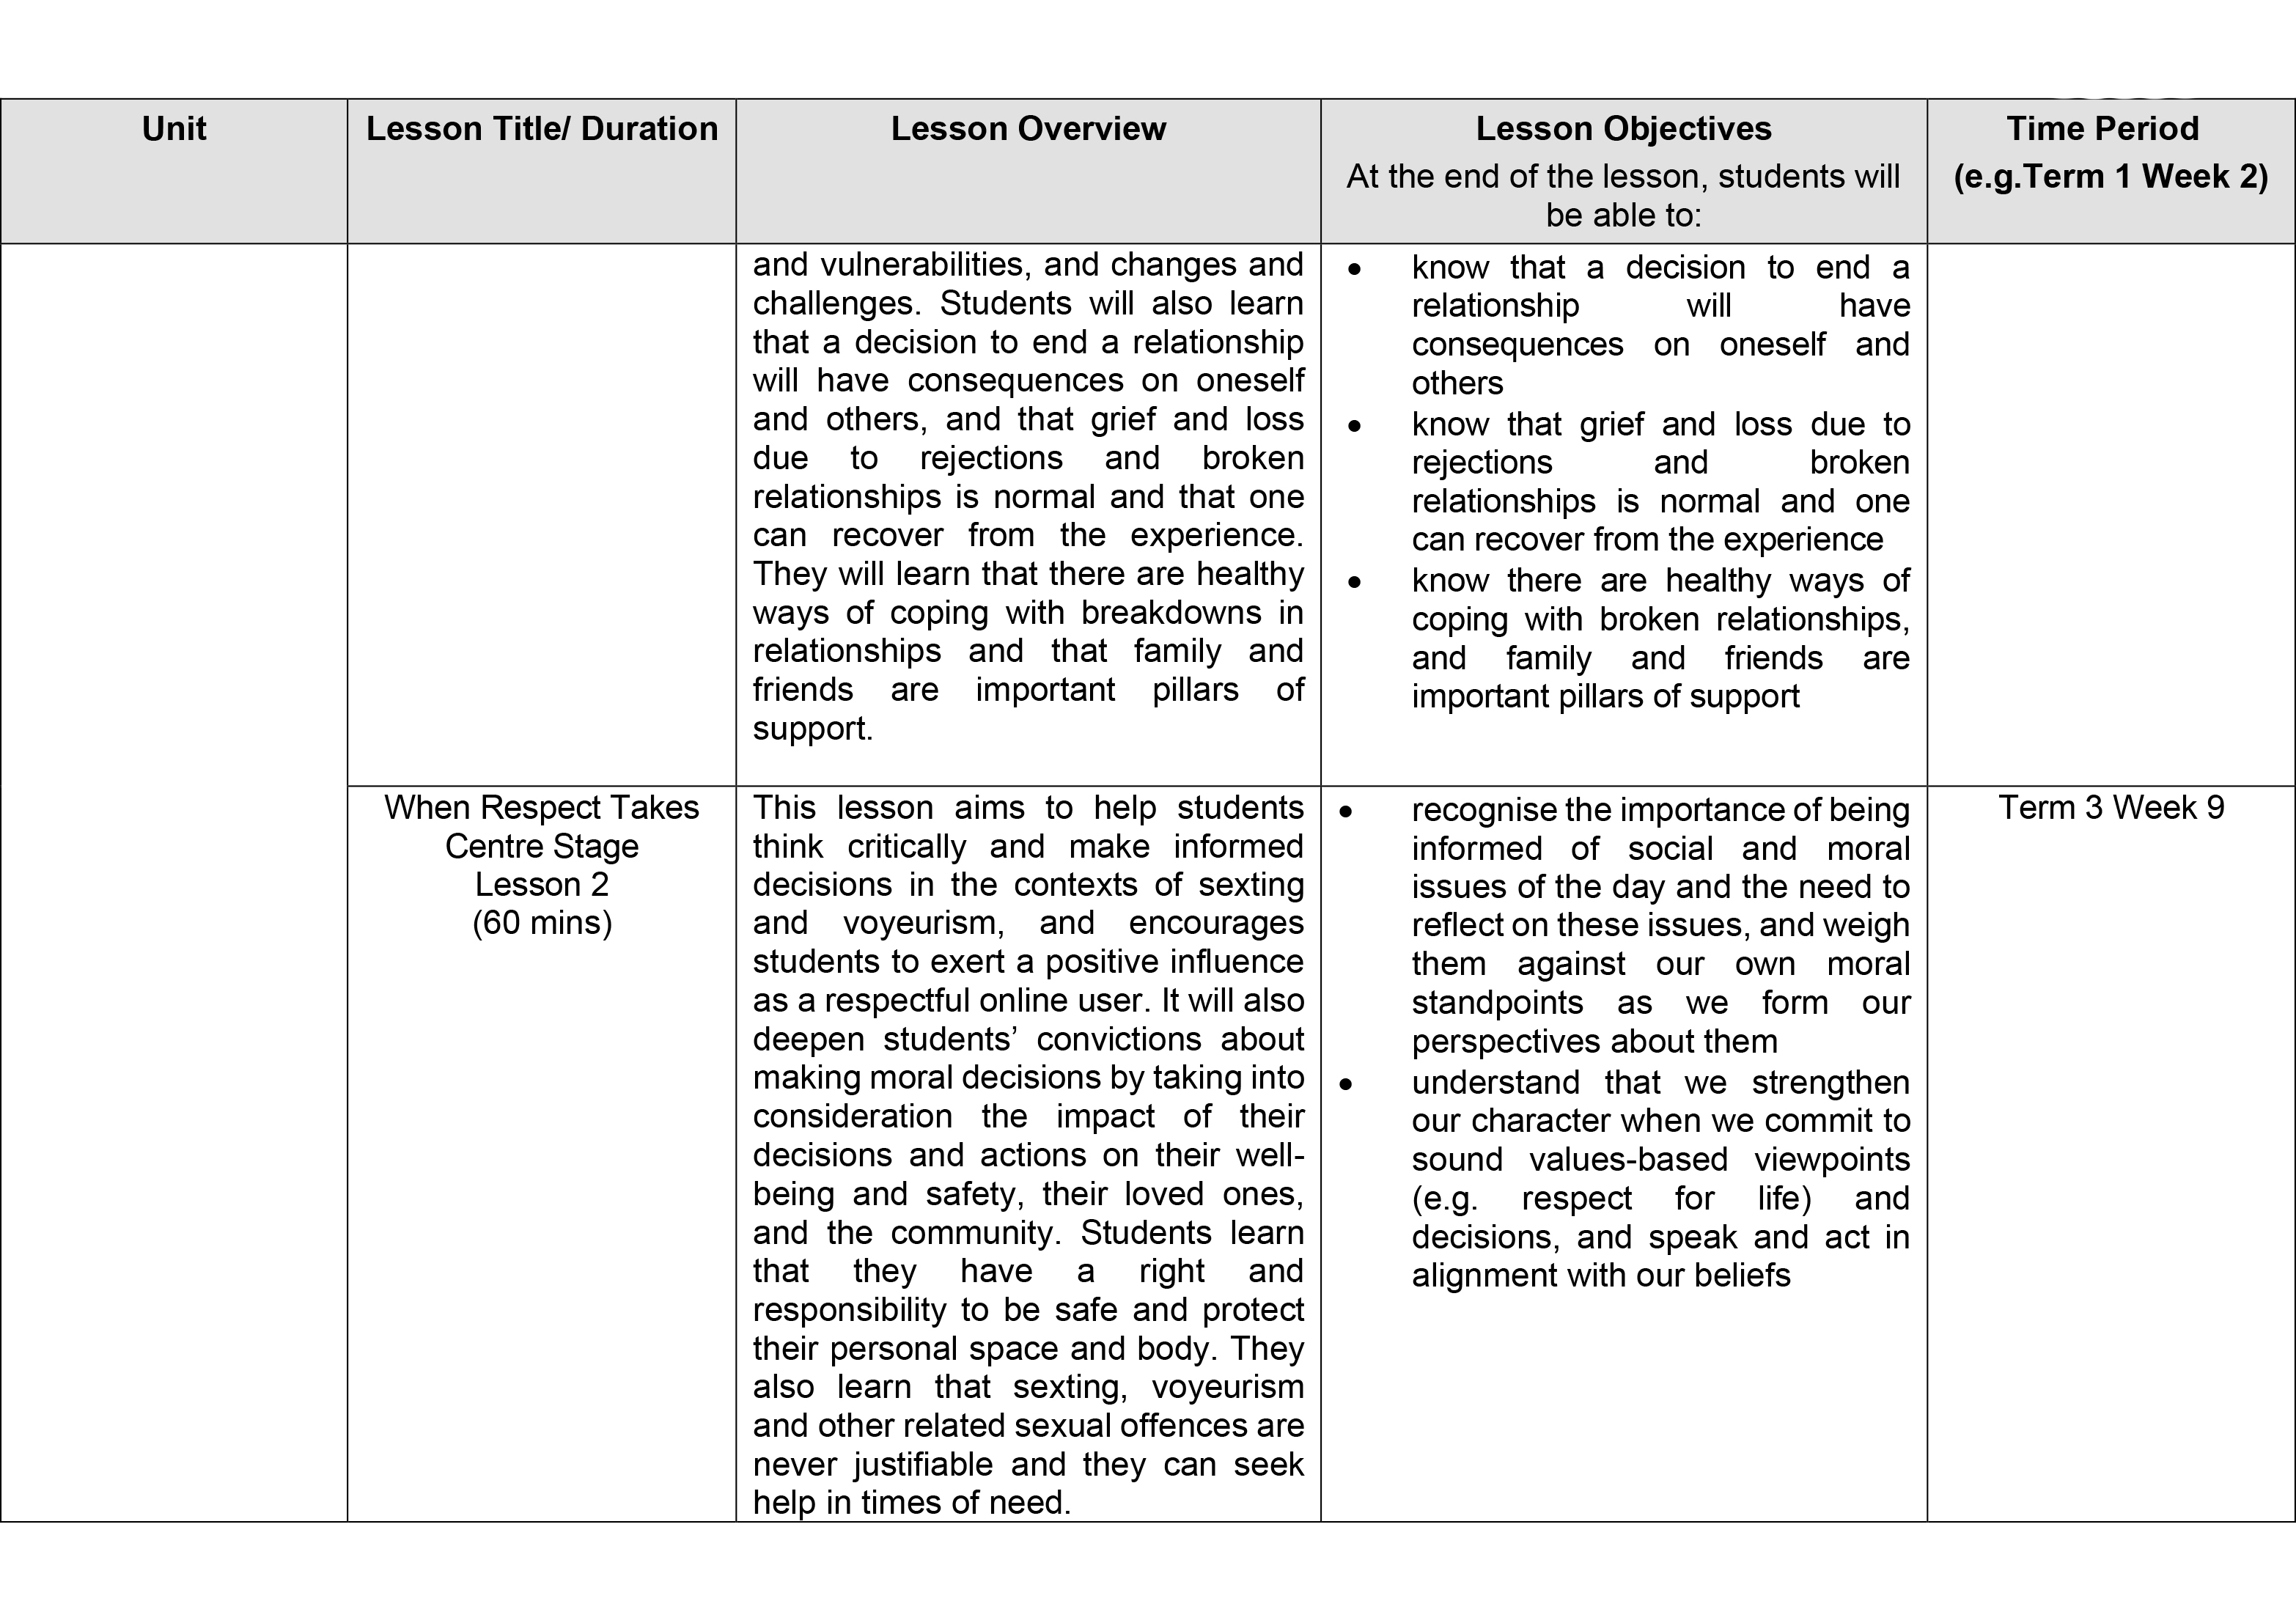 Unit
Lesson Title/ Duration
Lesson Overview
Lesson Objectives
At the end of the lesson, students will
be able to:
Time Period
(e.g.Term 1 Week 2)
and vulnerabilities, and changes and
challenges. Students will also learn
that a decision to end a relationship
will have consequences on oneself
and others, and that grief and loss
due to rejections and broken
relationships is normal and that one
can recover from the experience.
They will learn that there are healthy
ways of coping with breakdowns in
relationships and that family and
friends are important pillars of
support.
• know that a decision to end a
relationship will have
consequences on oneself and
others
• know that grief and loss due to
rejections and broken
relationships is normal and one
can recover from the experience
• know there are healthy ways of
coping with broken relationships,
and family and friends are
important pillars of support
When Respect Takes
Centre Stage
Lesson 2
(60 mins)
This lesson aims to help students
think critically and make informed
decisions in the contexts of sexting
and voyeurism, and encourages
students to exert a positive influence
as a respectful online user. It will also
deepen students’ convictions about
making moral decisions by taking into
consideration the impact of their
decisions and actions on their well-
being and safety, their loved ones,
and the community. Students learn
that they have a right and
responsibility to be safe and protect
their personal space and body. They
also learn that sexting, voyeurism
and other related sexual offences are
never justifiable and they can seek
help in times of need.
• recognise the importance of being
informed of social and moral
issues of the day and the need to
reflect on these issues, and weigh
them against our own moral
standpoints as we form our
perspectives about them
• understand that we strengthen
our character when we commit to
sound values-based viewpoints
(e.g. respect for life) and
decisions, and speak and act in
alignment with our beliefs
Term 3 Week 9